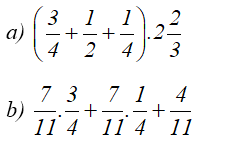 a) (3/4 + 1/2 + 1/4) . 2 2/3
b) 7/11 . 3/4 + 7/11 . 1/4 + 4/11